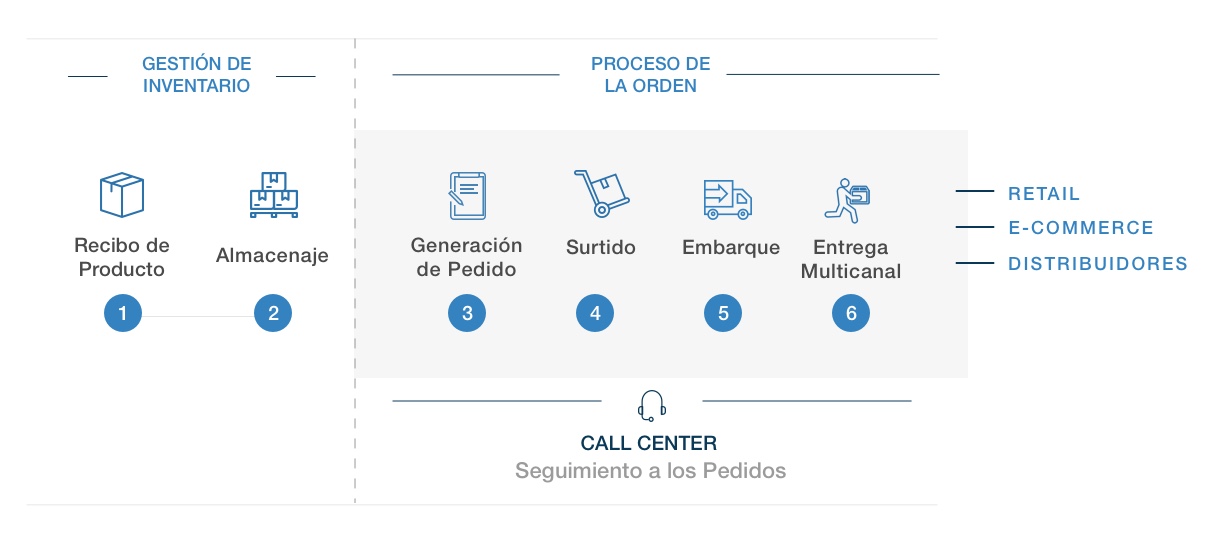 GESTIÓN DE
INVENTARIO
PROCESO DE
LA ORDEN
Recibo de
Producto
Almacenaje
1
2
Generación
de Pedido
Surtido
Embarque
Entrega
Multicanal
3
4
5
6
RETAIL
E-COMMERCE
DISTRIBUIDORES
CALL CENTER
Seguimiento a los Pedidos